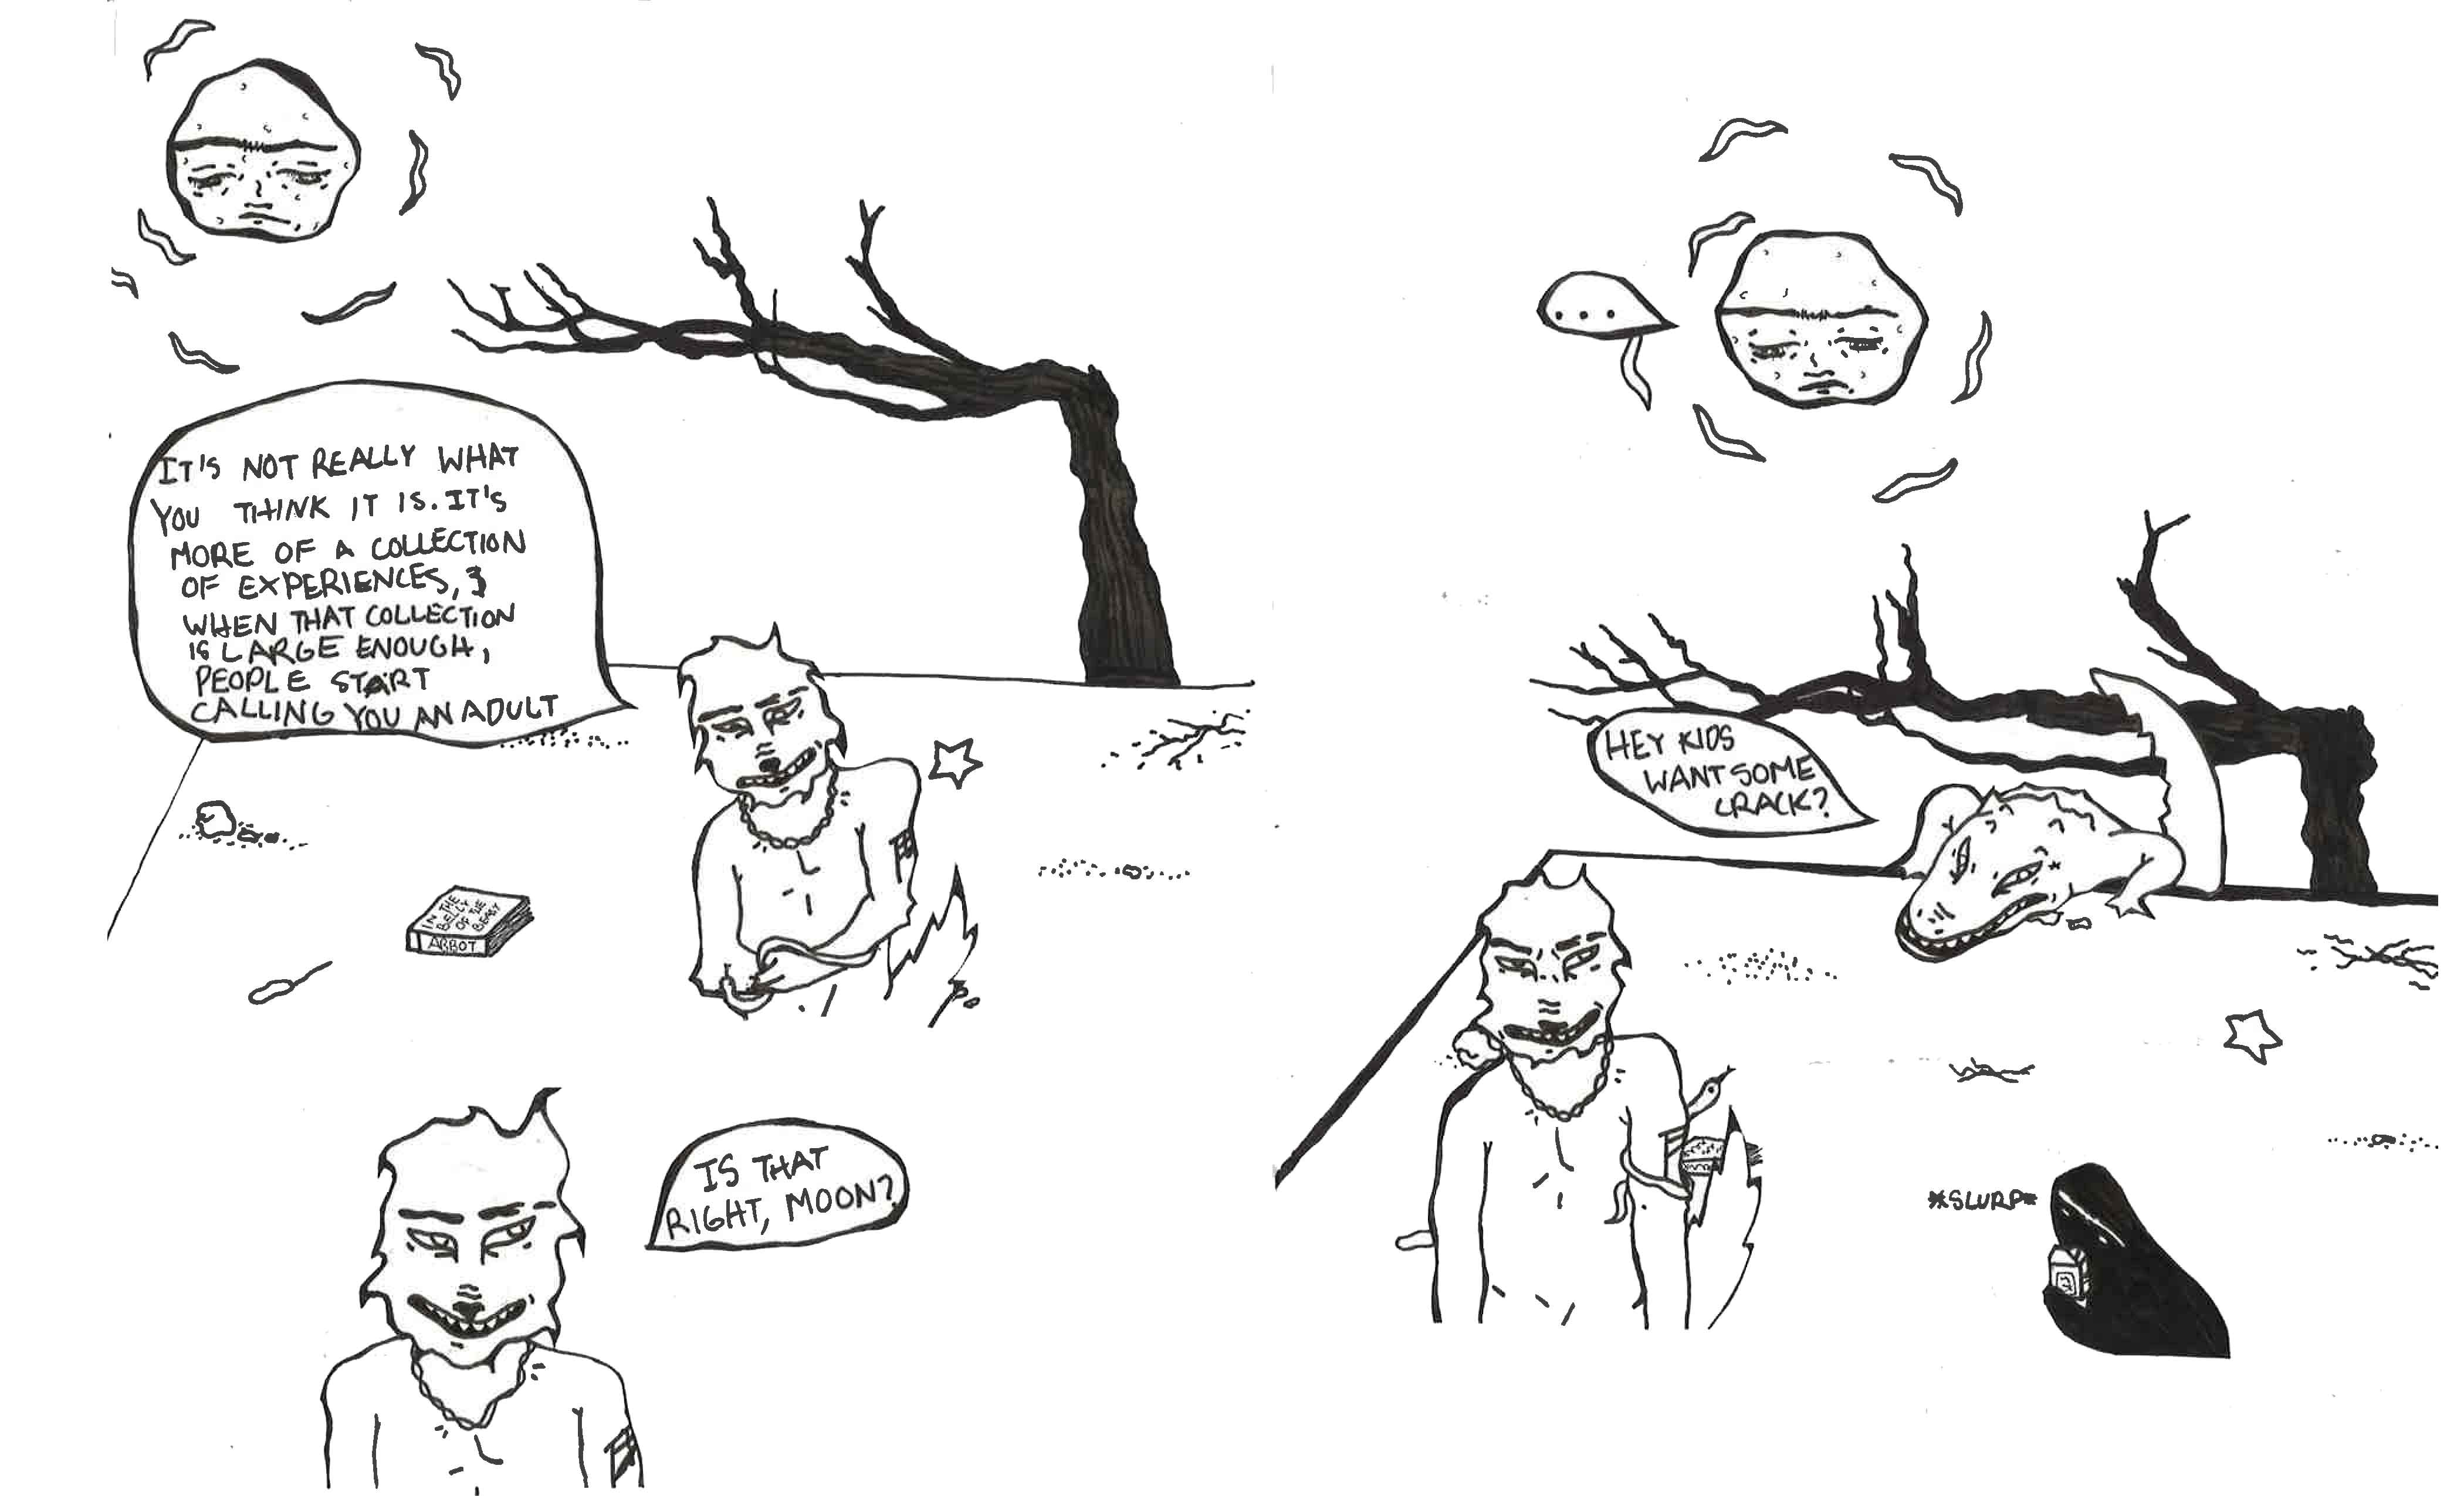 IT'S NOT REALLY WHAT
YOU THINK IT IS. IT'S
MORE OF A COLLECTION
OF EXPERIENCES, &
WHEN THAT COLLECTION
IS LARGE ENOUGH,
PEOPLE START
CALLING YOU AN ADULT
IN THE
BELLY
OF THE
BEAST
ABBOT
IS THAT
RIGHT, MOON?
...
HEY KIDS
WANT SOME
CRACK?
*SLURP*